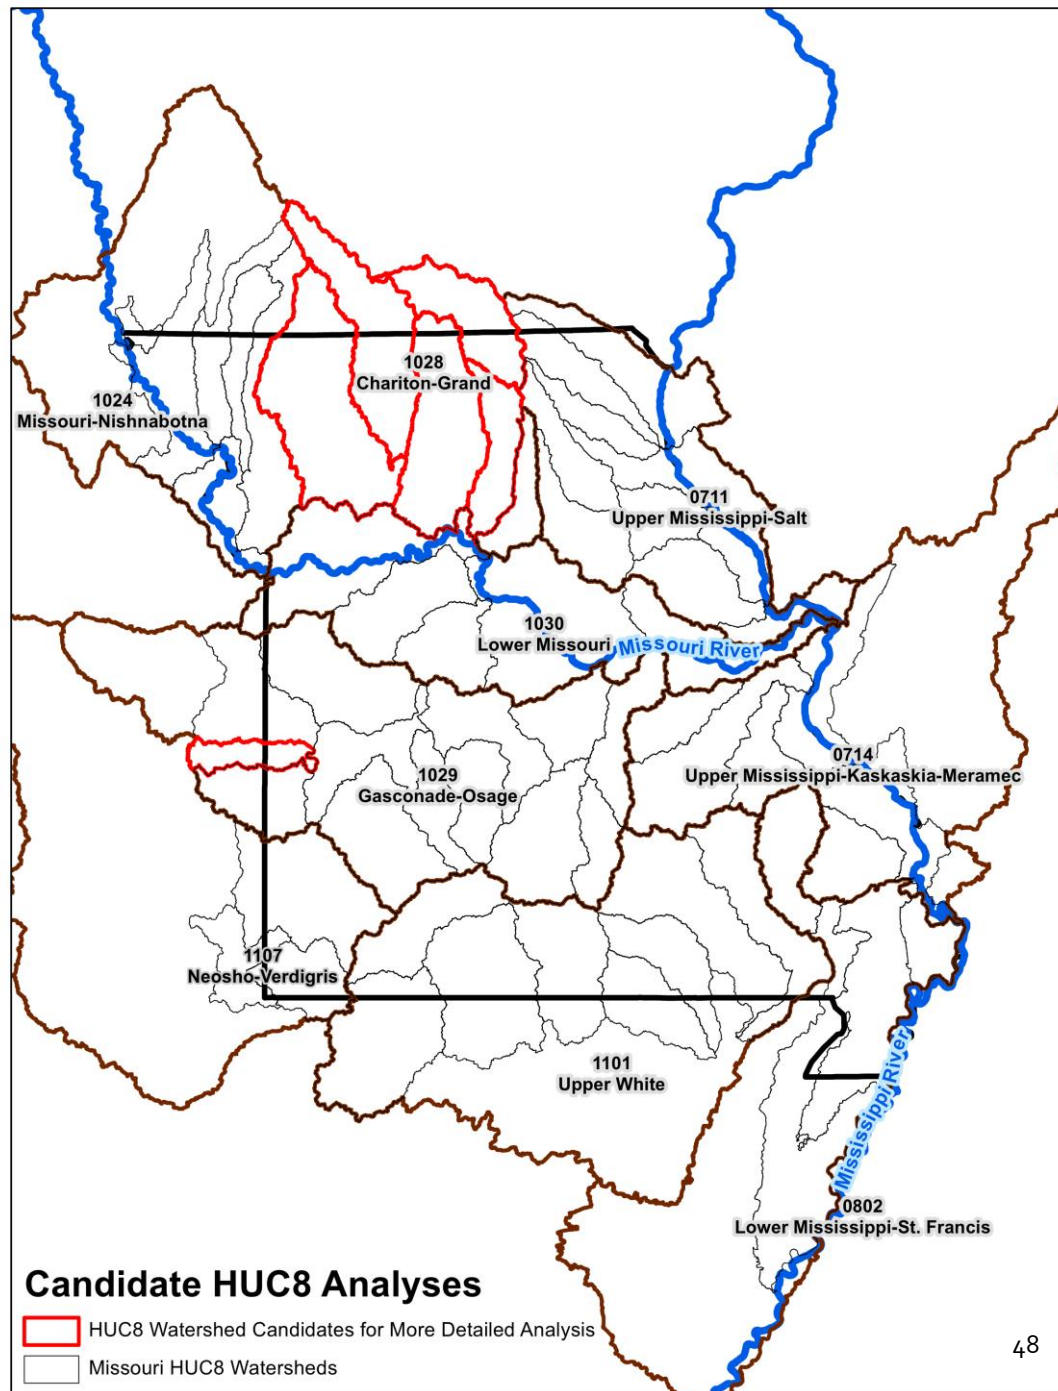 1028
Chariton-Grand
1024
Missouri-Nishnabotna
0711
Upper Mississippi-Salt
1030
Lower Missouri
Missouri River
0714
Upper Mississippi-Kaskaskia-Meramec
1029
Gasconade-Osage
1107
Neosho-Verdigris
1101
Upper White
Mississippi River
0802
Lower Mississippi-St. Francis
Candidate HUC8 Analyses
HUC8 Watershed Candidates for More Detailed Analysis
Missouri HUC8 Watersheds
48